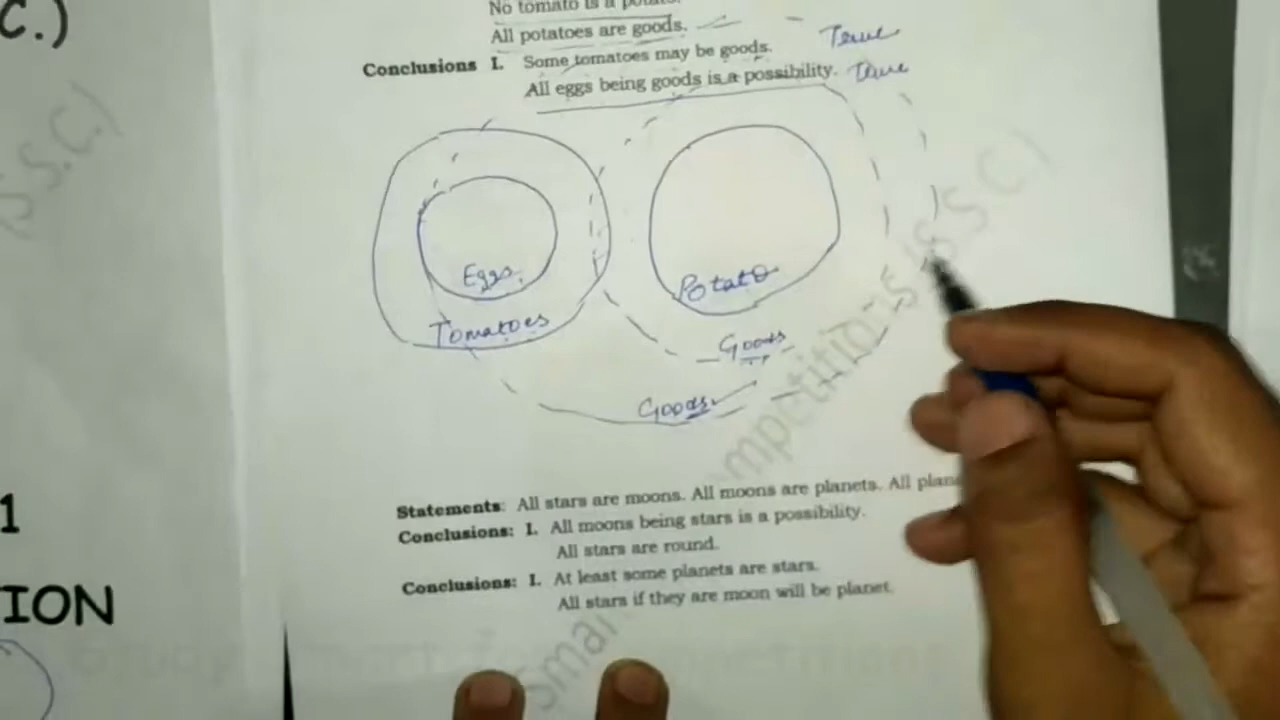 C.)
No tomato is a potato.
All potatoes are goods.
Conclusions I. Some tomatoes may be goods. True
All eggs being goods is a possibility. True
S.S.C.)
Eggs
Potato
Tomatoes
Goods
Goods
Smar mpetitions S.S.C)
Statements: All stars are moons. All moons are planets. All plan
1
Conclusions: I. All moons being stars is a possibility.
All stars are round.
Conclusions: I. At least some planets are stars.
ION
All stars if they are moon will be planet.